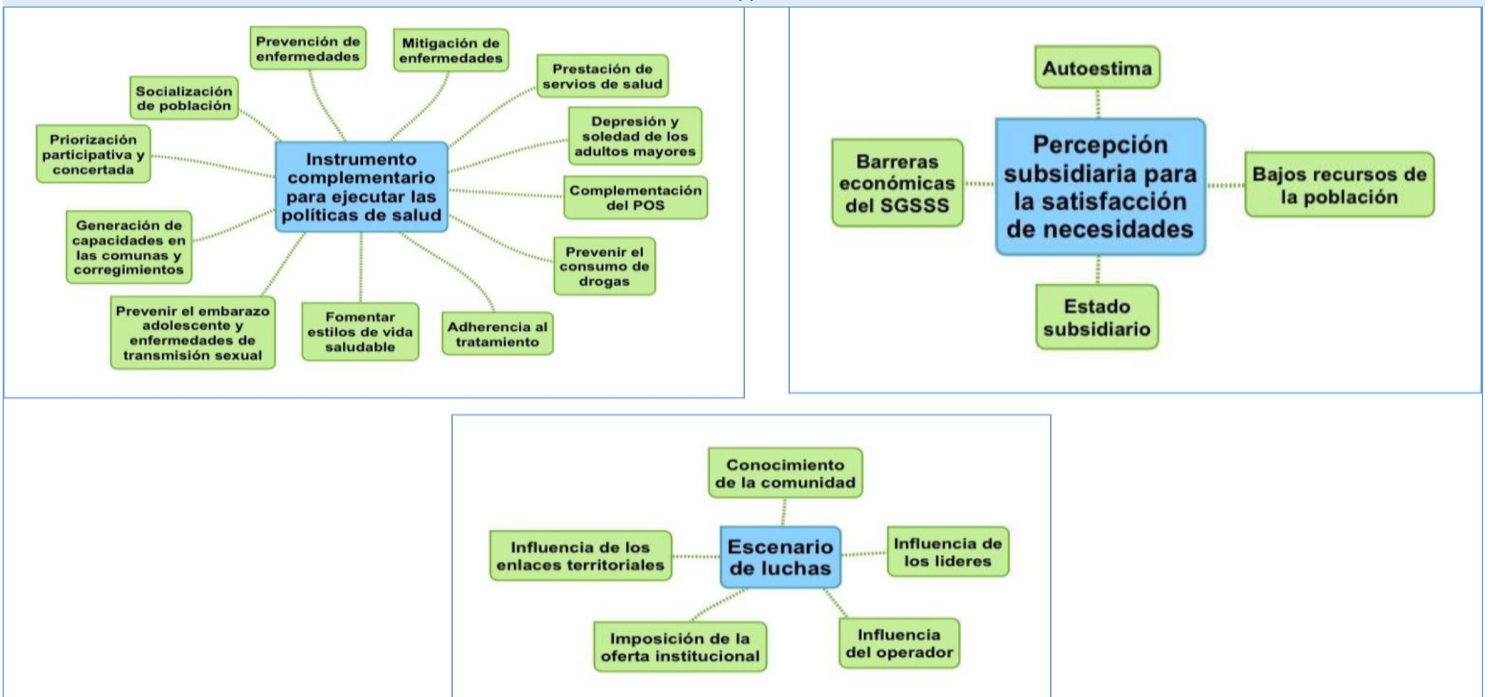 Prevención de
enfermedades
Mitigación de
enfermedades
Prestación de
servios de salud
Socialización
de población
Depresión y
soledad de los
adultos mayores
Priorización
participativa y
concertada
Instrumento
complementario
para ejecutar las
políticas de salud
Complementación
del POS
Generación de
capacidades en
las comunas y
corregimientos
Prevenir el
consumo de
drogas
Prevenir el embarazo
adolescente y
enfermedades de
transmisión sexual
Fomentar
estilos de vida
saludable
Adherencia al
tratamiento
Autoestima
Barreras
económicas
del SGSSS
Percepción
subsidiaria para
la satisfacción
de necesidades
Bajos recursos de
la población
Estado
subsidiario
Conocimiento
de la comunidad
Influencia de los
enlaces territoriales
Escenario
de luchas
Influencia de
los lideres
Imposición de la
oferta institucional
Influencia
del operador